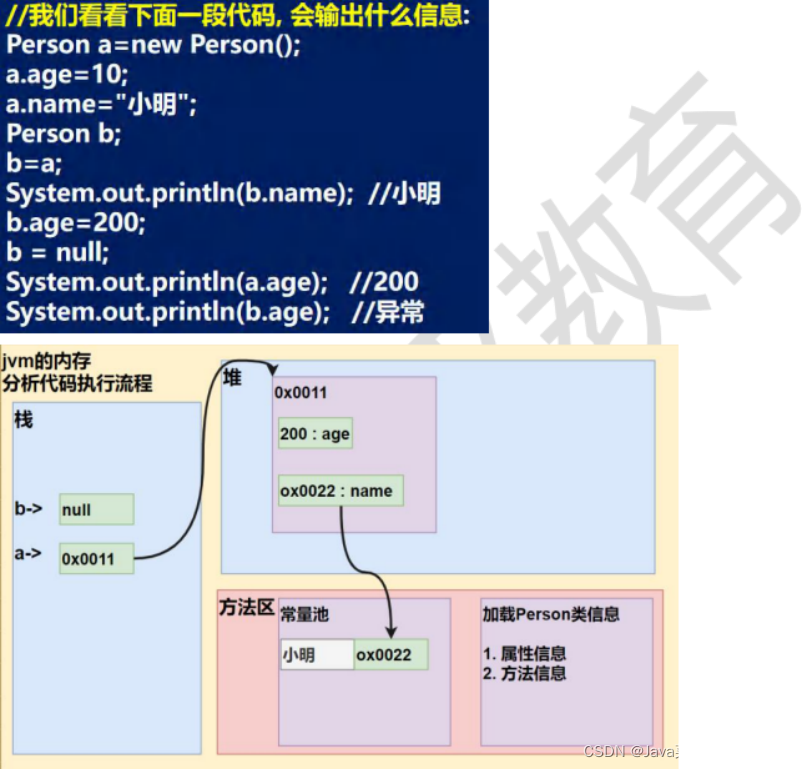 //我们看看下面一段代码, 会输出什么信息:
Person a=new Person();
a.age=10;
a.name="小明";
Person b;
b=a;
System.out.println(b.name);  //小明
b.age=200;
b = null;
System.out.println(a.age);   //200
System.out.println(b.age);   //异常
教育
jvm的内存
分析代码执行流程
栈
b-> null
a-> 0x0011
堆
0x0011
200 : age
ox0022 : name
方法区
常量池
小明 ox0022
加载Person类信息
1. 属性信息
2. 方法信息
CSDN @Java